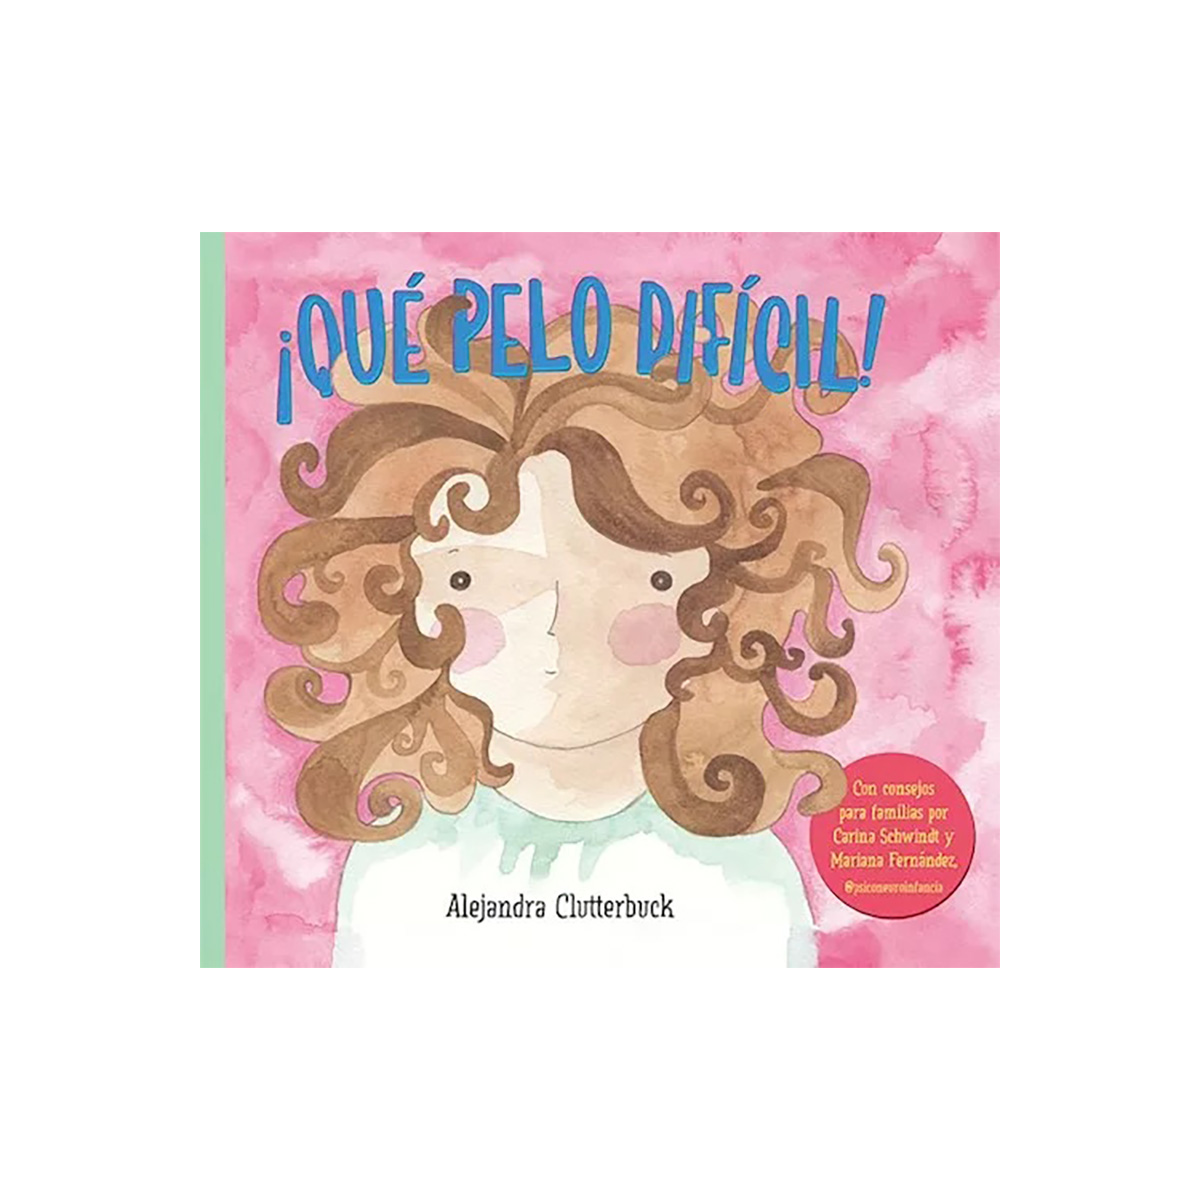 ¡QUÉ PELO DIFÍCIL!
Con consejos
para familias por
Carina Schwindt y
Mariana Fernández,
@psiconeuroinfancia
Alejandra Clutterbuck